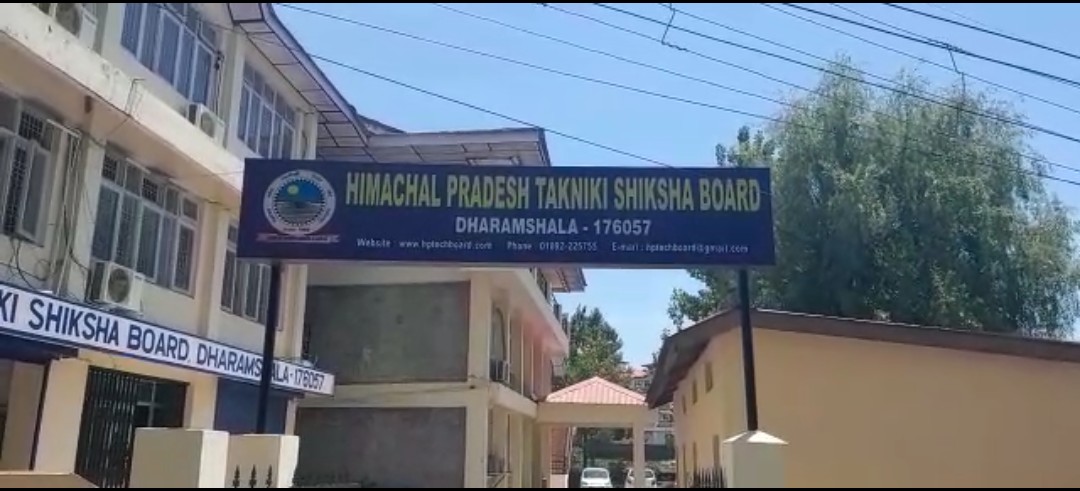 HIMACHAL PRADESH TAKNIKI SHIKSHA BOARD
DHARAMSHALA - 176057
Website : www.hptechboard.com Phone : 01892-225755 E-mail : hptechboard@gmail.com
KI SHIKSHA BOARD, DHARAMSHALA-176057